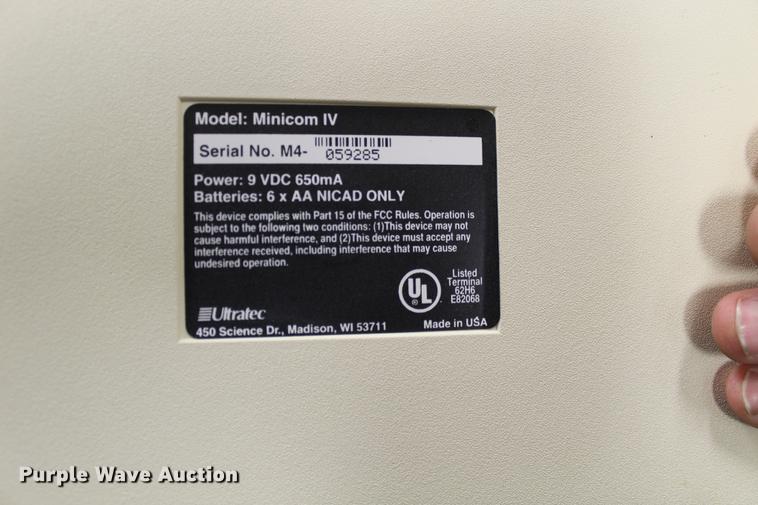 Model: Minicom IV
Serial No. M4- 059285
Power: 9 VDC 650mA
Batteries: 6 x AA NICAD ONLY
This device complies with Part 15 of the FCC Rules. Operation is
subject to the following two conditions: (1)This device may not
cause harmful interference, and (2)This device must accept any
interference received, including interference that may cause
undesired operation.
UL ®
Listed
Terminal
62H6
E82068
Ultratec
450 Science Dr., Madison, WI 53711
Made in USA
Purple Wave Auction